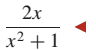 2x
x² + 1